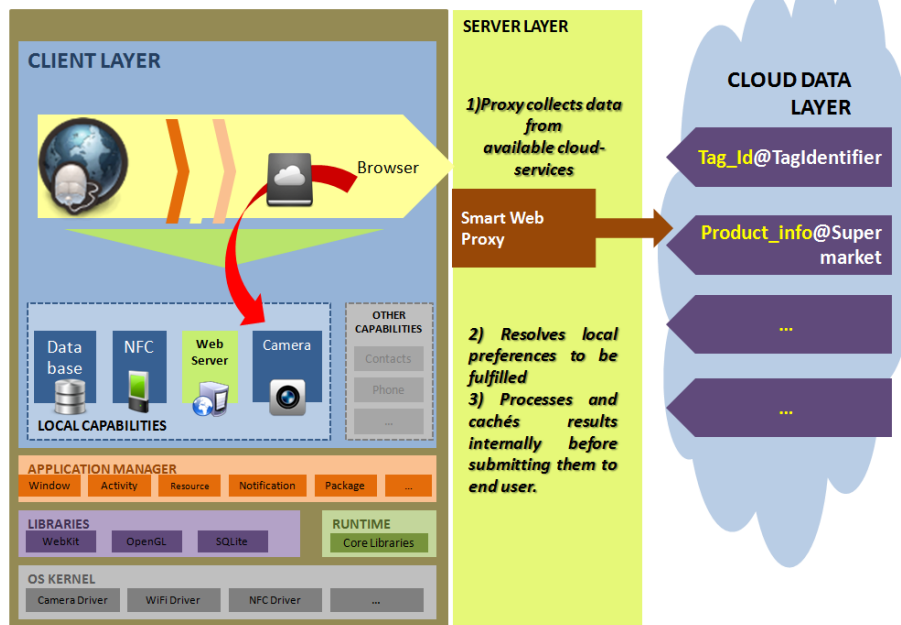 CLIENT LAYER
Browser
Data
base
NFC
Web
Server
Camera
LOCAL CAPABILITIES
OTHER
CAPABILITIES
Contacts
Phone
...
APPLICATION MANAGER
Window
Activity
Resource
Notification
Package
...
LIBRARIES
WebKit
OpenGL
SQLite
RUNTIME
Core Libraries
OS KERNEL
Camera Driver
WiFi Driver
NFC Driver
...
SERVER LAYER
1)Proxy collects data
from
available cloud-
services
Smart Web
Proxy
2) Resolves local
preferences to be
fulfilled
3) Processes and
cachés results
internally before
submitting them to
end user.
CLOUD DATA
LAYER
Tag_Id@TagIdentifier
Product_info@Super
market
...
...